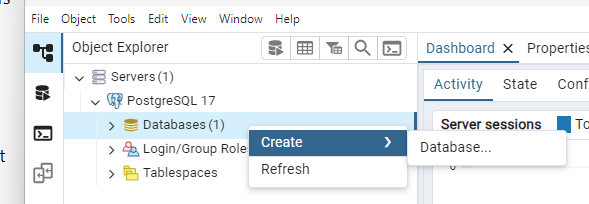 File Object Tools Edit View Window Help
Object Explorer
Dashboard X Properties
Servers (1)
Activity State Conf
PostgreSQL 17
Databases (1)
Server sessions To
Create
Database...
Login/Group Role
Refresh
Tablespaces